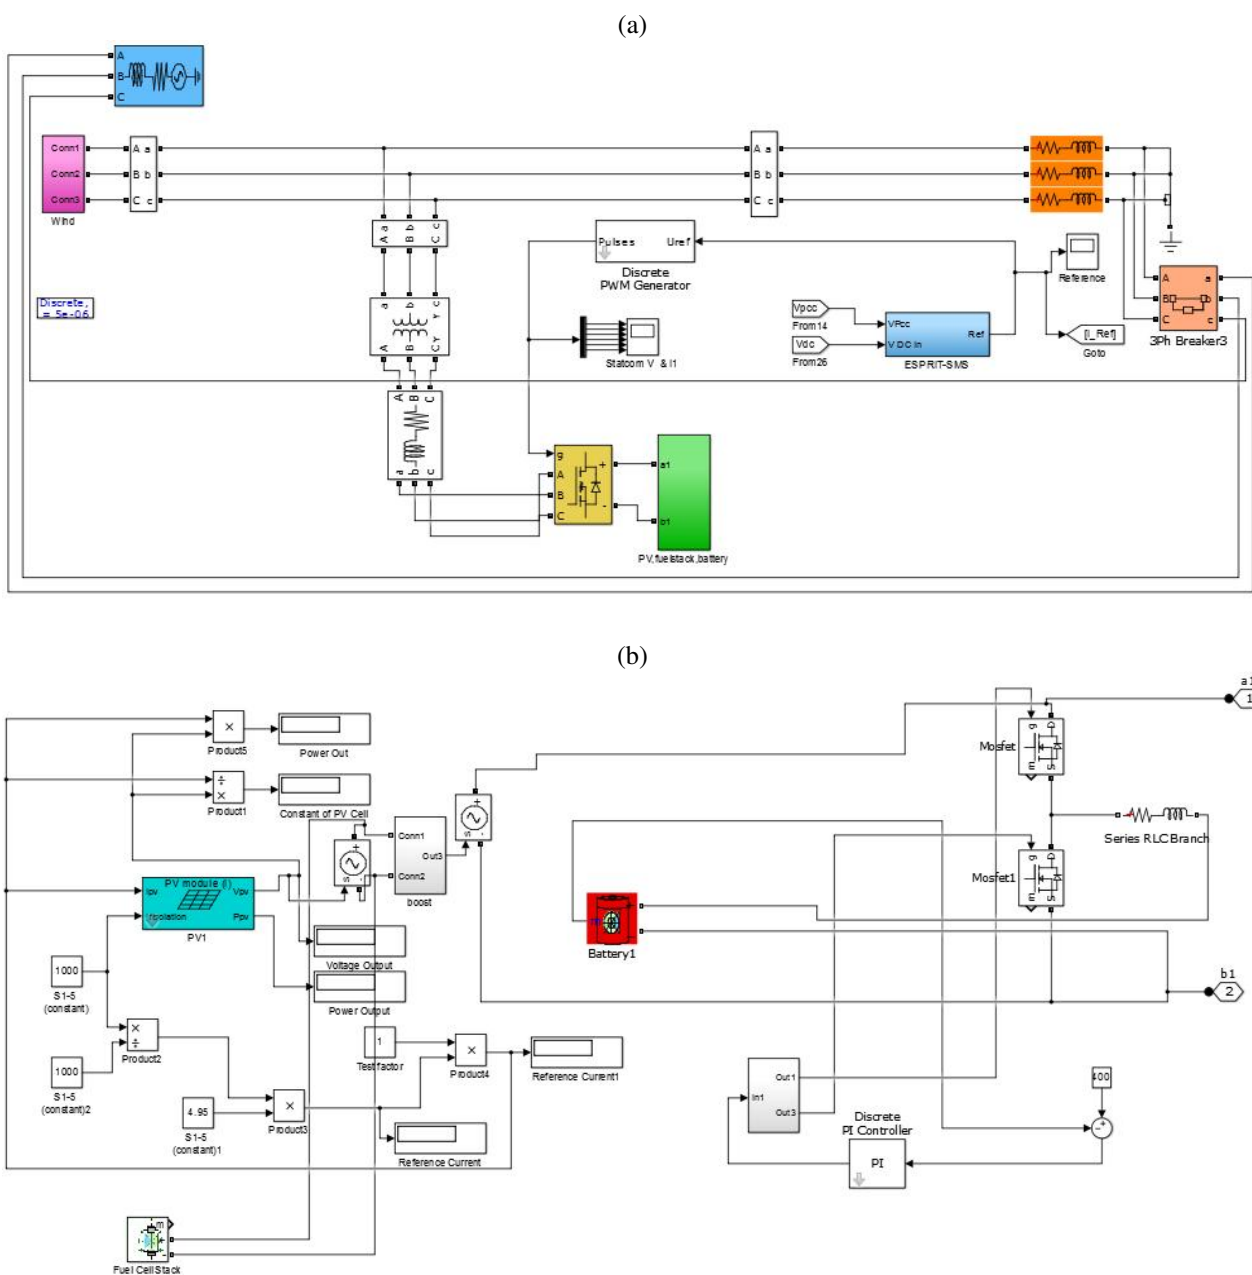 (a)
A
B
C
Conn1
Conn2
Conn3
Wind
A a
B b
C c
A a
B b
C c
A a
B b
C c
Pulses Uref
Discrete
PWM Generator
Reference
Discrete,
= 5e-06
a b c
Y
A B C
Y
Vpcc
From14
Vdc
From26
VPcc
V DC In
Ref
ESPRIT-SMS
[I_Ref]
Goto
A a
B b
C c
3Ph Breaker3
Statcom V & I1
A B C
a b c
g
A
B
C
+
-
a1
b1
PV,fuelstack,battery
(b)
a1
1
×
Product5
Power Out
÷
×
Product1
Constant of PV Cell
Conn1
Conn2
Out3
boost
s
+
-
s
+
-
g
D
m
S
Mosfet
Series RLC Branch
g
D
m
S
Mosfet1
PV module (I)
Ipv
Vpv
Insolation
Ppv
PV1
m
+
-
Battery1
Voltage Output
Power Output
b1
2
1000
S1-5
(constant)
×
÷
Product2
1000
S1-5
(constant)2
4.95
S1-5
(constant)1
×
Product3
1
Test factor
×
Product4
Reference Current1
Reference Current
In1
Out1
Out3
Discrete
PI Controller
PI
400
-+
m
+
-
Fuel Cell Stack